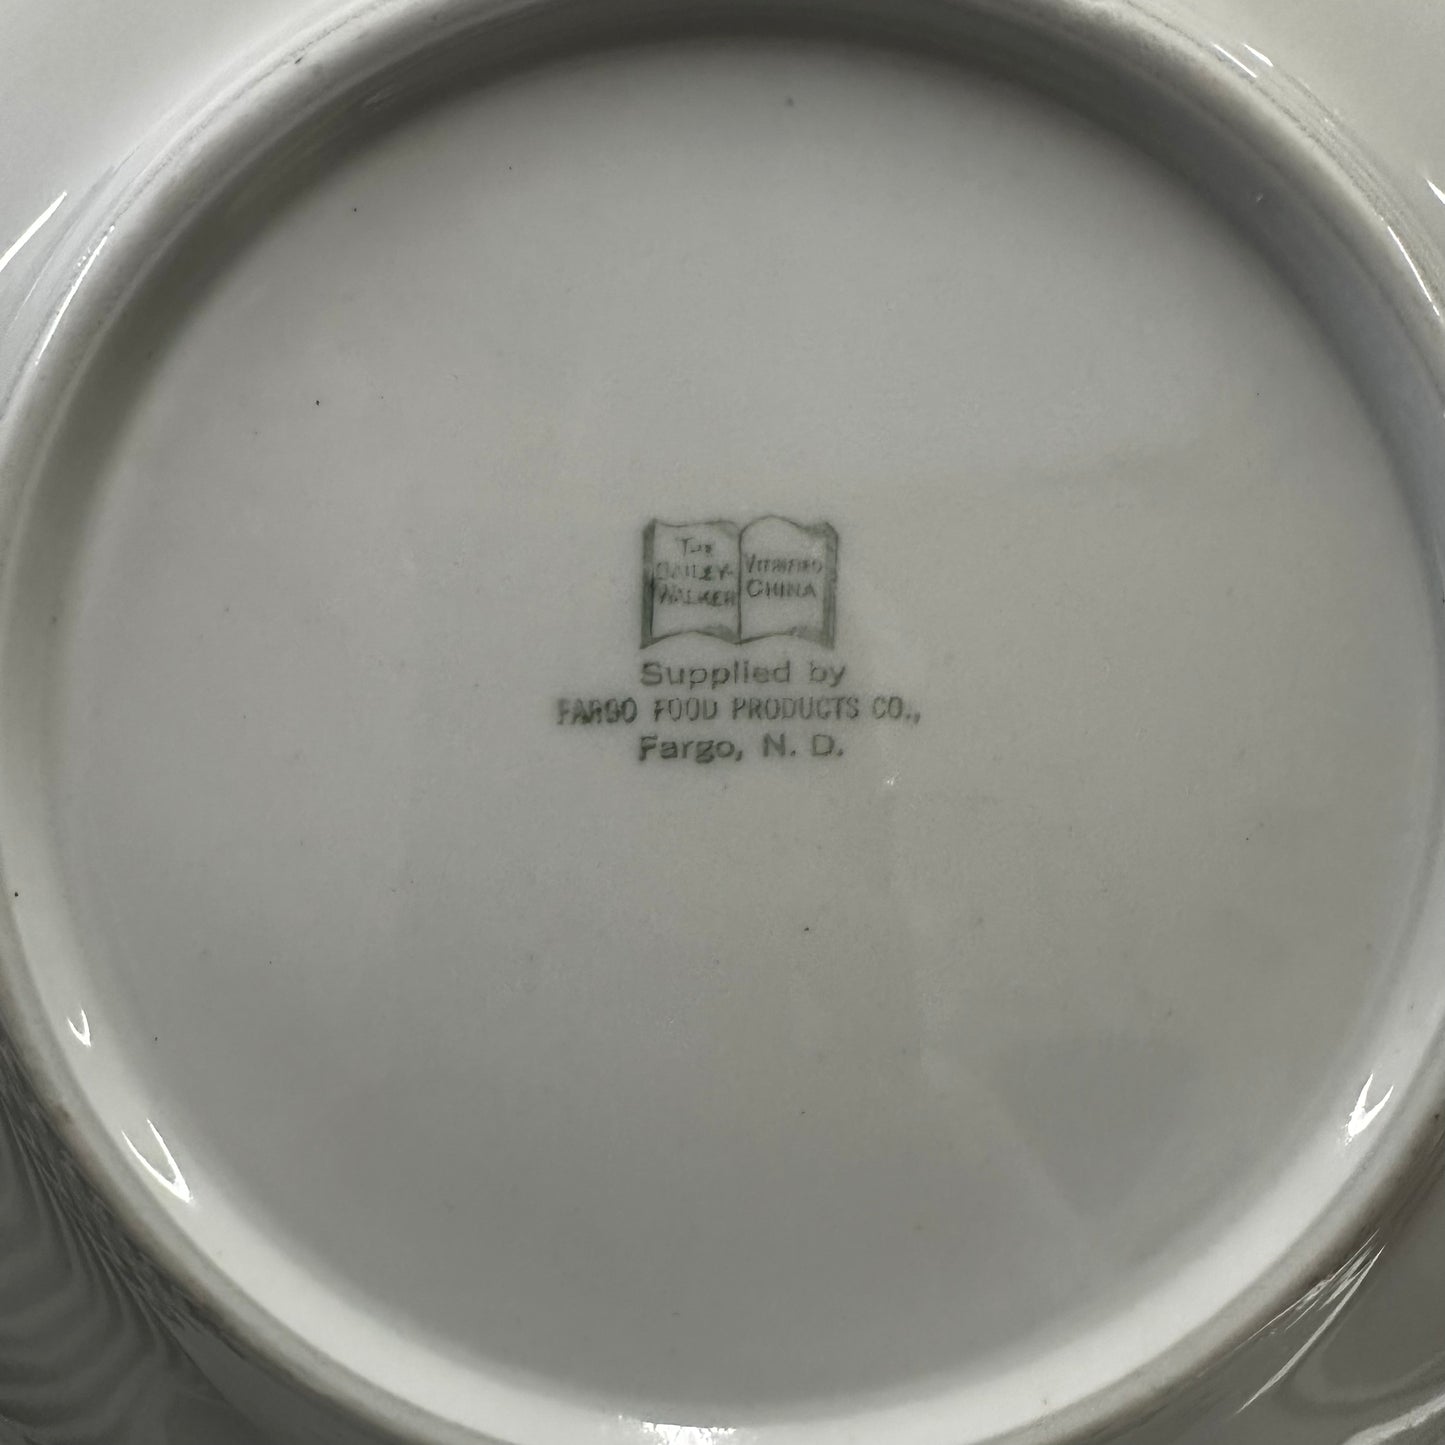 The
Bailey-
Walker
Vitrified
China
Supplied by
FARGO FOOD PRODUCTS CO.,
Fargo, N. D.